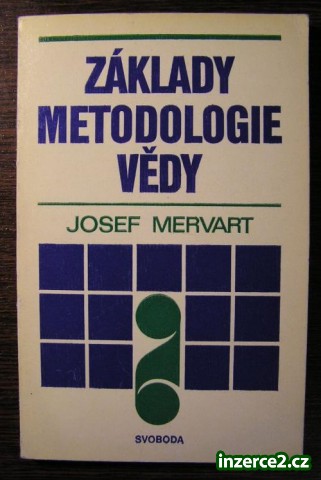 ZÁKLADY
METODOLOGIE
VĚDY
JOSEF MERVART
SVOBODA
inzerce2.cz